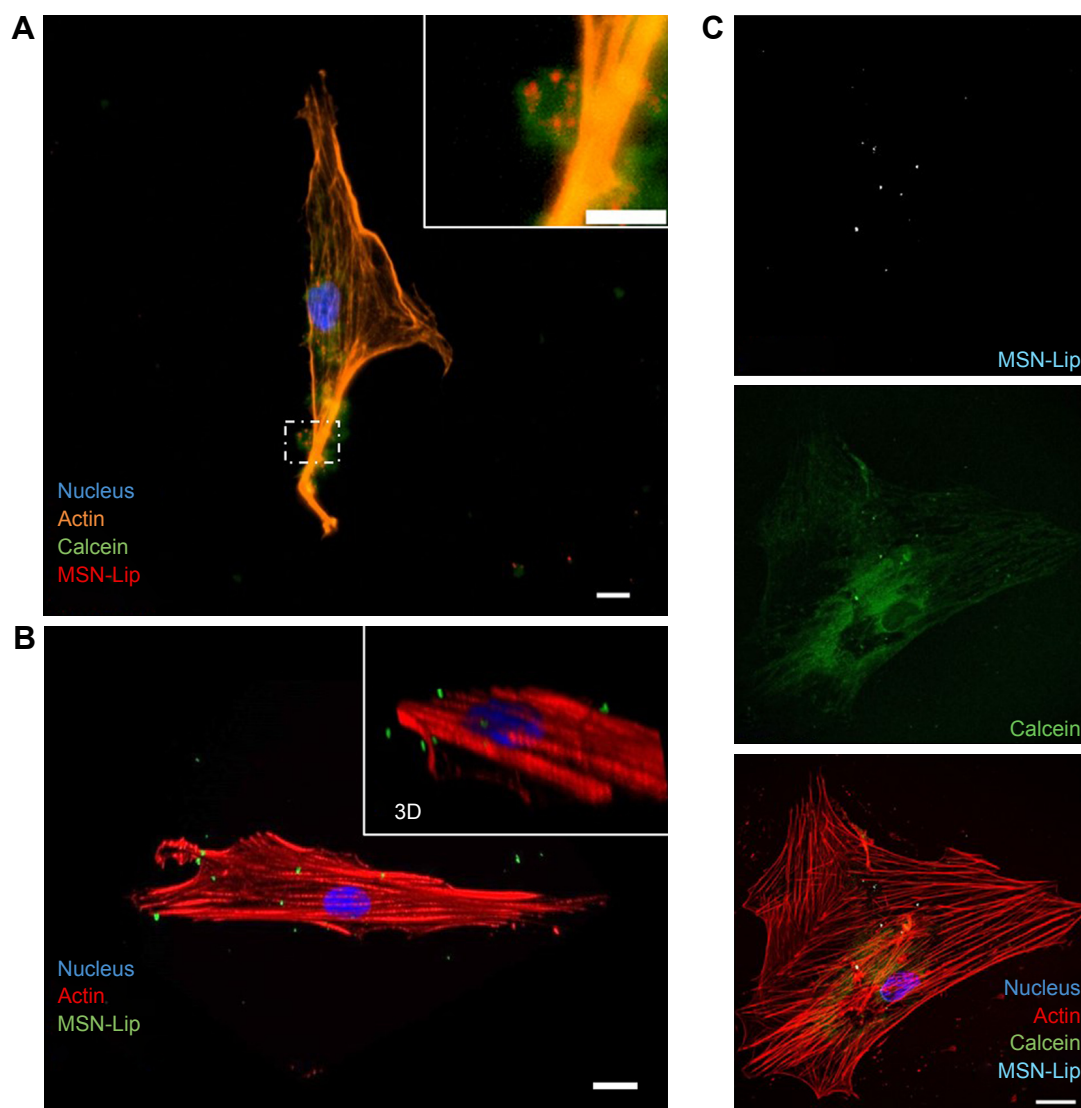 A
Nucleus
Actin
Calcein
MSN-Lip
B
3D
Nucleus
Actin
MSN-Lip
C
MSN-Lip
Calcein
Nucleus
Actin
Calcein
MSN-Lip